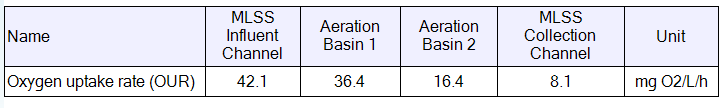 Name MLSS Influent Channel Aeration Basin 1 Aeration Basin 2 MLSS Collection Channel Unit
Oxygen uptake rate (OUR) 42.1 36.4 16.4 8.1 mg O2/L/h